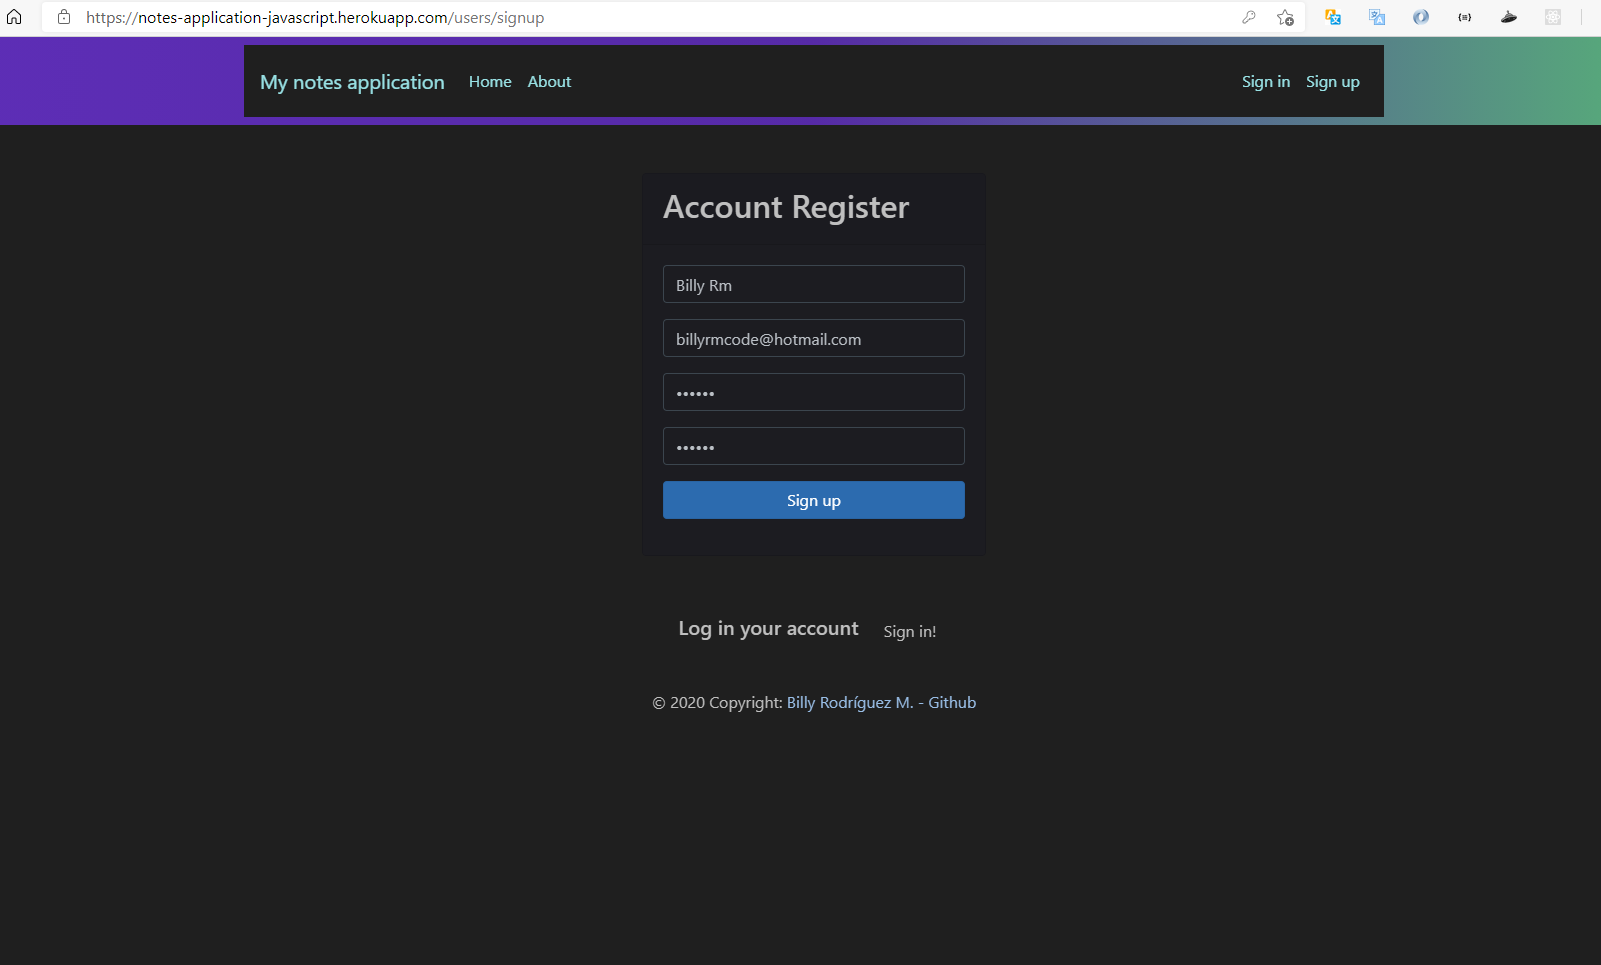 https://notes-application-javascript.herokuapp.com/users/signup
My notes application Home About Sign in Sign up
Account Register
Billy Rm
billyrmcode@hotmail.com
••••••
••••••
Sign up
Log in your account Sign in!
© 2020 Copyright: Billy Rodríguez M. - Github